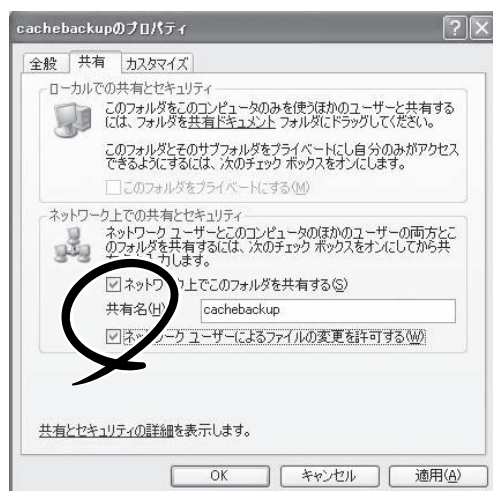 cachebackupのプロパティ
全般 共有 カスタマイズ
ローカルでの共有とセキュリティ
このフォルダをこのコンピュータのみを使うほかのユーザーと共有する
には、フォルダを共有ドキュメント フォルダにドラッグしてください。
このフォルダとそのサブフォルダをプライベートにし自分のみがアクセス
できるようにするには、次のチェック ボックスをオンにします。
このフォルダをプライベートにする(M)
ネットワーク上での共有とセキュリティ
ネットワーク ユーザーとこのコンピュータのほかのユーザーの両方とこ
のフォルダを共有するには、次のチェック ボックスをオンにしてから共
入力します。
ネットワーク上でこのフォルダを共有する(S)
共有名(H) cachebackup
ネットワーク ユーザーによるファイルの変更を許可する(W)
共有とセキュリティの詳細を表示します。
OK キャンセル 適用(A)